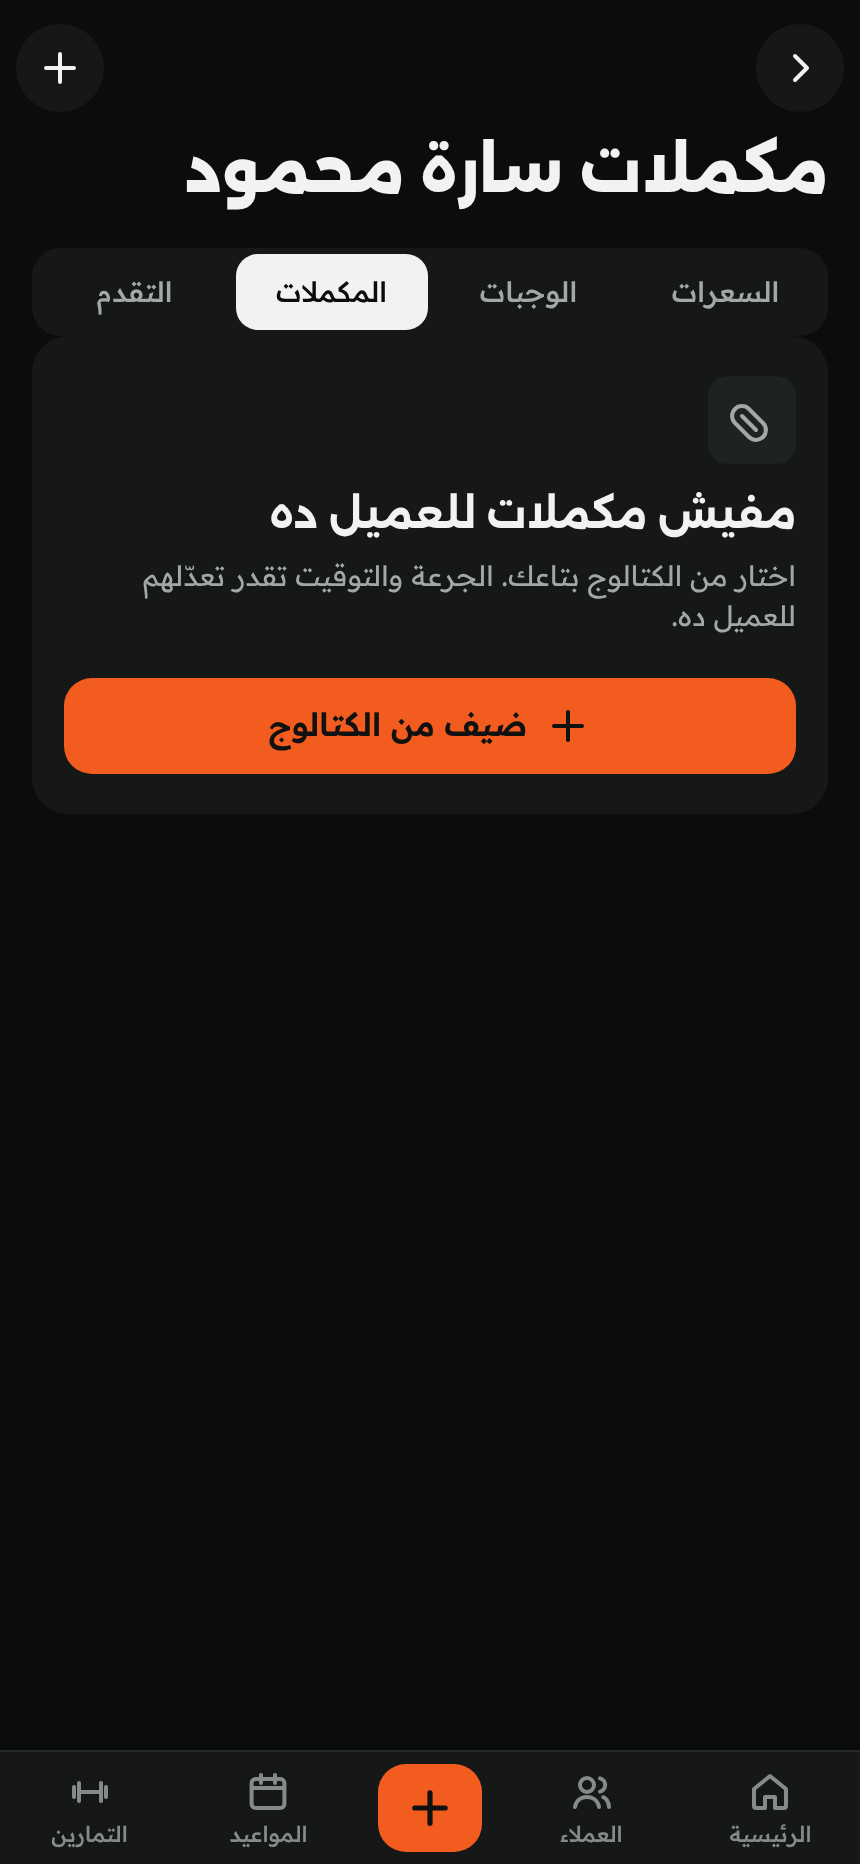 مكملات سارة محمود
السعرات
الوجبات
المكملات
التقدم
مفيش مكملات للعميل ده
اختار من الكتالوج بتاعك. الجرعة والتوقيت تقدر تعدّلهم
للعميل ده.
ضيف من الكتالوج
الرئيسية
العملاء
المواعيد
التمارين